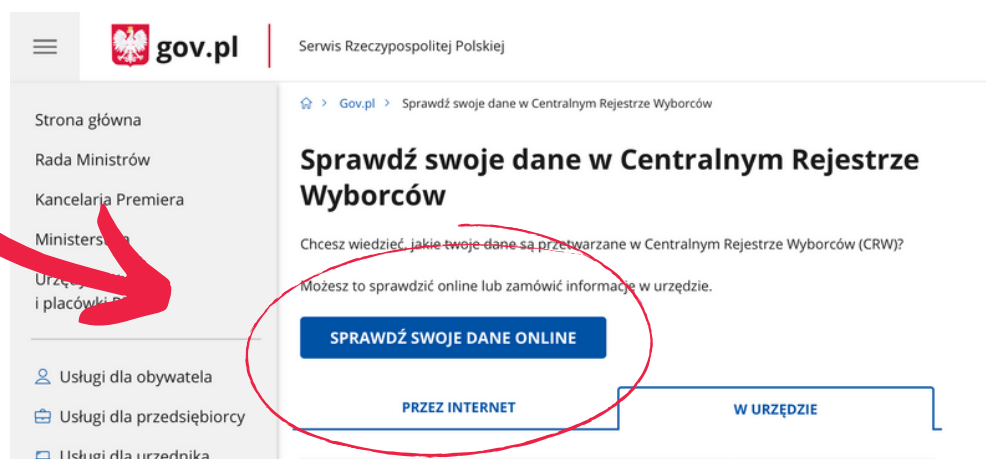 gov.pl
Serwis Rzeczypospolitej Polskiej
Gov.pl > Sprawdź swoje dane w Centralnym Rejestrze Wyborców
Strona główna
Rada Ministrów
Kancelaria Premiera
i placówki
Usługi dla obywatela
Usługi dla przedsiębiorcy
Usługi dla urzędnika
Sprawdź swoje dane w Centralnym Rejestrze
Wyborców
Chcesz wiedzieć, jakie twoje dane są przetwarzane w Centralnym Rejestrze Wyborców (CRW)?
Możesz to sprawdzić online lub zamówić informację w urzędzie.
SPRAWDŹ SWOJE DANE ONLINE
PRZEZ INTERNET
W URZĘDZIE